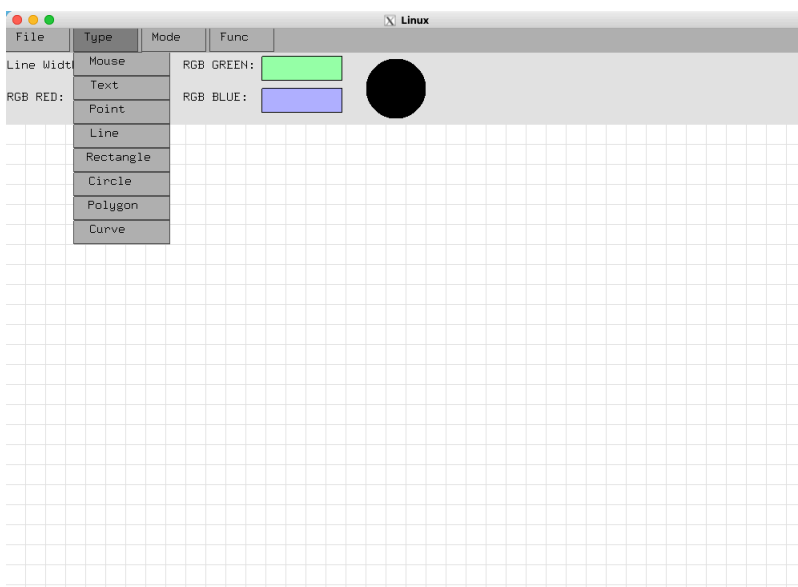 Linux
File Type Mode Func
Line Widt RGB GREEN:
RGB RED: RGB BLUE:
Mouse
Text
Point
Line
Rectangle
Circle
Polygon
Curve